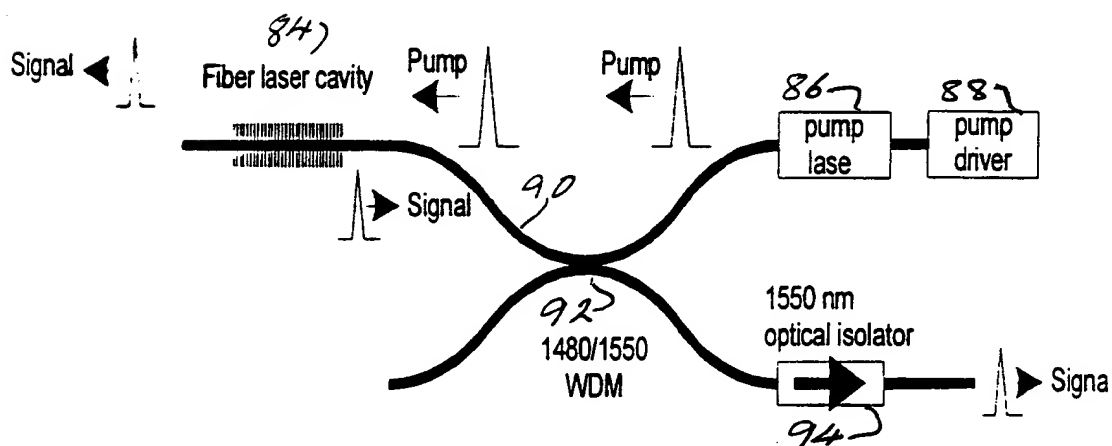 84
Signal
Fiber laser cavity
Pump
Pump
86
88
pump
lase
pump
driver
Signal
90
92
1480/1550
WDM
1550 nm
optical isolator
94
Signa